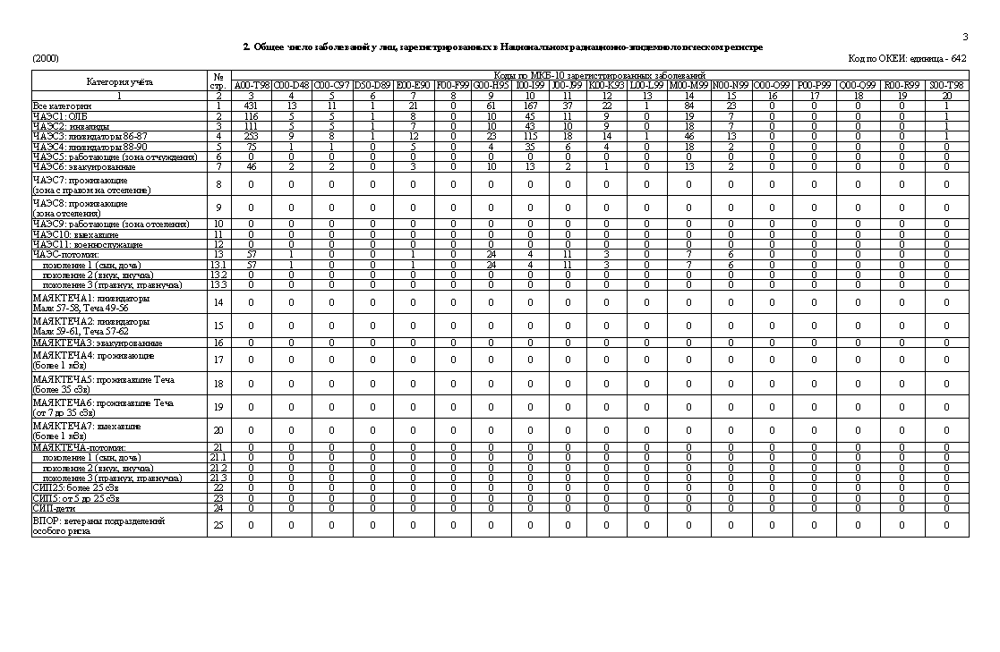 3
2. Общее число заболеваний у лиц, зарегистрированных в Национальном радиационно-эпидемиологическом регистре
(2000) Код по ОКЕИ: единица - 642
Категория учёта № стр. Коды по МКБ-10 зарегистрированных заболеваний
A00-T98 C00-D48 C00-C97 D50-D89 E00-E90 F00-F99 G00-H95 I00-I99 J00-J99 K00-K93 L00-L99 M00-M99 N00-N99 O00-O99 P00-P99 Q00-Q99 R00-R99 S00-T98
1 2 3 4 5 6 7 8 9 10 11 12 13 14 15 16 17 18 19 20
Все категории 1 431 13 11 1 21 0 61 167 37 22 1 84 23 0 0 0 0 1
ЧАЭС1: ОЛБ 2 116 5 5 1 8 0 10 45 11 9 0 19 7 0 0 0 0 1
ЧАЭС2: инвалиды 3 111 5 5 1 7 0 10 43 10 9 0 18 7 0 0 0 0 1
ЧАЭС3: ликвидаторы 86-87 4 253 9 8 1 12 0 23 115 18 14 1 46 13 0 0 0 0 1
ЧАЭС4: ликвидаторы 88-90 5 75 1 1 0 5 0 4 35 6 4 0 18 2 0 0 0 0 0
ЧАЭС5: работающие (зона отчуждения) 6 0 0 0 0 0 0 0 0 0 0 0 0 0 0 0 0 0 0
ЧАЭС6: эвакуированные 7 46 2 2 0 3 0 10 13 2 1 0 13 2 0 0 0 0 0
ЧАЭС7: проживающие
(зона с правом на отселение) 8 0 0 0 0 0 0 0 0 0 0 0 0 0 0 0 0 0 0
ЧАЭС8: проживающие
(зона отселения) 9 0 0 0 0 0 0 0 0 0 0 0 0 0 0 0 0 0 0
ЧАЭС9: работающие (зона отселения) 10 0 0 0 0 0 0 0 0 0 0 0 0 0 0 0 0 0 0
ЧАЭС10: выехавшие 11 0 0 0 0 0 0 0 0 0 0 0 0 0 0 0 0 0 0
ЧАЭС11: военнослужащие 12 0 0 0 0 0 0 0 0 0 0 0 0 0 0 0 0 0 0
ЧАЭС-потомки: 13 57 1 0 0 1 0 24 4 11 3 0 7 6 0 0 0 0 0
поколение 1 (сын, дочь) 13.1 57 1 0 0 1 0 24 4 11 3 0 7 6 0 0 0 0 0
поколение 2 (внук, внучка) 13.2 0 0 0 0 0 0 0 0 0 0 0 0 0 0 0 0 0 0
поколение 3 (правнук, правнучка) 13.3 0 0 0 0 0 0 0 0 0 0 0 0 0 0 0 0 0 0
МАЯКТЕЧА1: ликвидаторы
Маяк 57-58, Теча 49-56 14 0 0 0 0 0 0 0 0 0 0 0 0 0 0 0 0 0 0
МАЯКТЕЧА2: ликвидаторы
Маяк 59-61, Теча 57-62 15 0 0 0 0 0 0 0 0 0 0 0 0 0 0 0 0 0 0
МАЯКТЕЧА3: эвакуированные 16 0 0 0 0 0 0 0 0 0 0 0 0 0 0 0 0 0 0
МАЯКТЕЧА4: проживающие
(более 1 мЗв) 17 0 0 0 0 0 0 0 0 0 0 0 0 0 0 0 0 0 0
МАЯКТЕЧА5: проживавшие Теча
(более 35 сЗв) 18 0 0 0 0 0 0 0 0 0 0 0 0 0 0 0 0 0 0
МАЯКТЕЧА6: проживавшие Теча
(от 7 до 35 сЗв) 19 0 0 0 0 0 0 0 0 0 0 0 0 0 0 0 0 0 0
МАЯКТЕЧА7: выехавшие
(более 1 мЗв) 20 0 0 0 0 0 0 0 0 0 0 0 0 0 0 0 0 0 0
МАЯКТЕЧА-потомки: 21 0 0 0 0 0 0 0 0 0 0 0 0 0 0 0 0 0 0
поколение 1 (сын, дочь) 21.1 0 0 0 0 0 0 0 0 0 0 0 0 0 0 0 0 0 0
поколение 2 (внук, внучка) 21.2 0 0 0 0 0 0 0 0 0 0 0 0 0 0 0 0 0 0
поколение 3 (правнук, правнучка) 21.3 0 0 0 0 0 0 0 0 0 0 0 0 0 0 0 0 0 0
СИП25: более 25 сЗв 22 0 0 0 0 0 0 0 0 0 0 0 0 0 0 0 0 0 0
СИП5: от 5 до 25 сЗв 23 0 0 0 0 0 0 0 0 0 0 0 0 0 0 0 0 0 0
СИП-дети 24 0 0 0 0 0 0 0 0 0 0 0 0 0 0 0 0 0 0
ВПОР: ветераны подразделений
особого риска 25 0 0 0 0 0 0 0 0 0 0 0 0 0 0 0 0 0 0